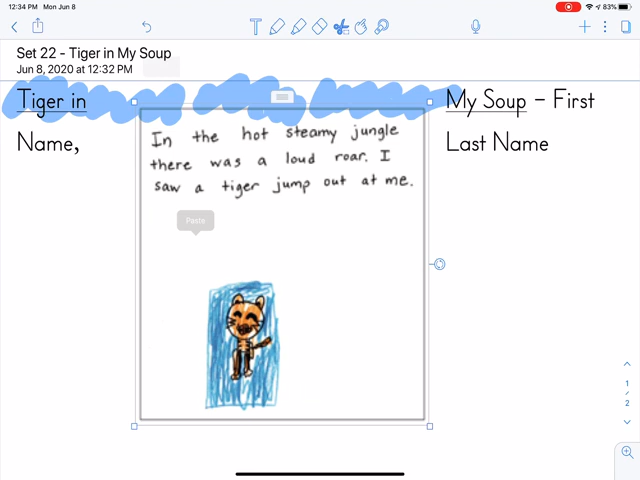 12:34 PM Mon Jun 8
83%
T
Set 22 - Tiger in My Soup
Jun 8, 2020 at 12:32 PM
Tiger in My Soup – First
Name, Last Name
In the hot steamy jungle
there was a loud roar. I
saw a tiger jump out at me.
Paste
1
/
2